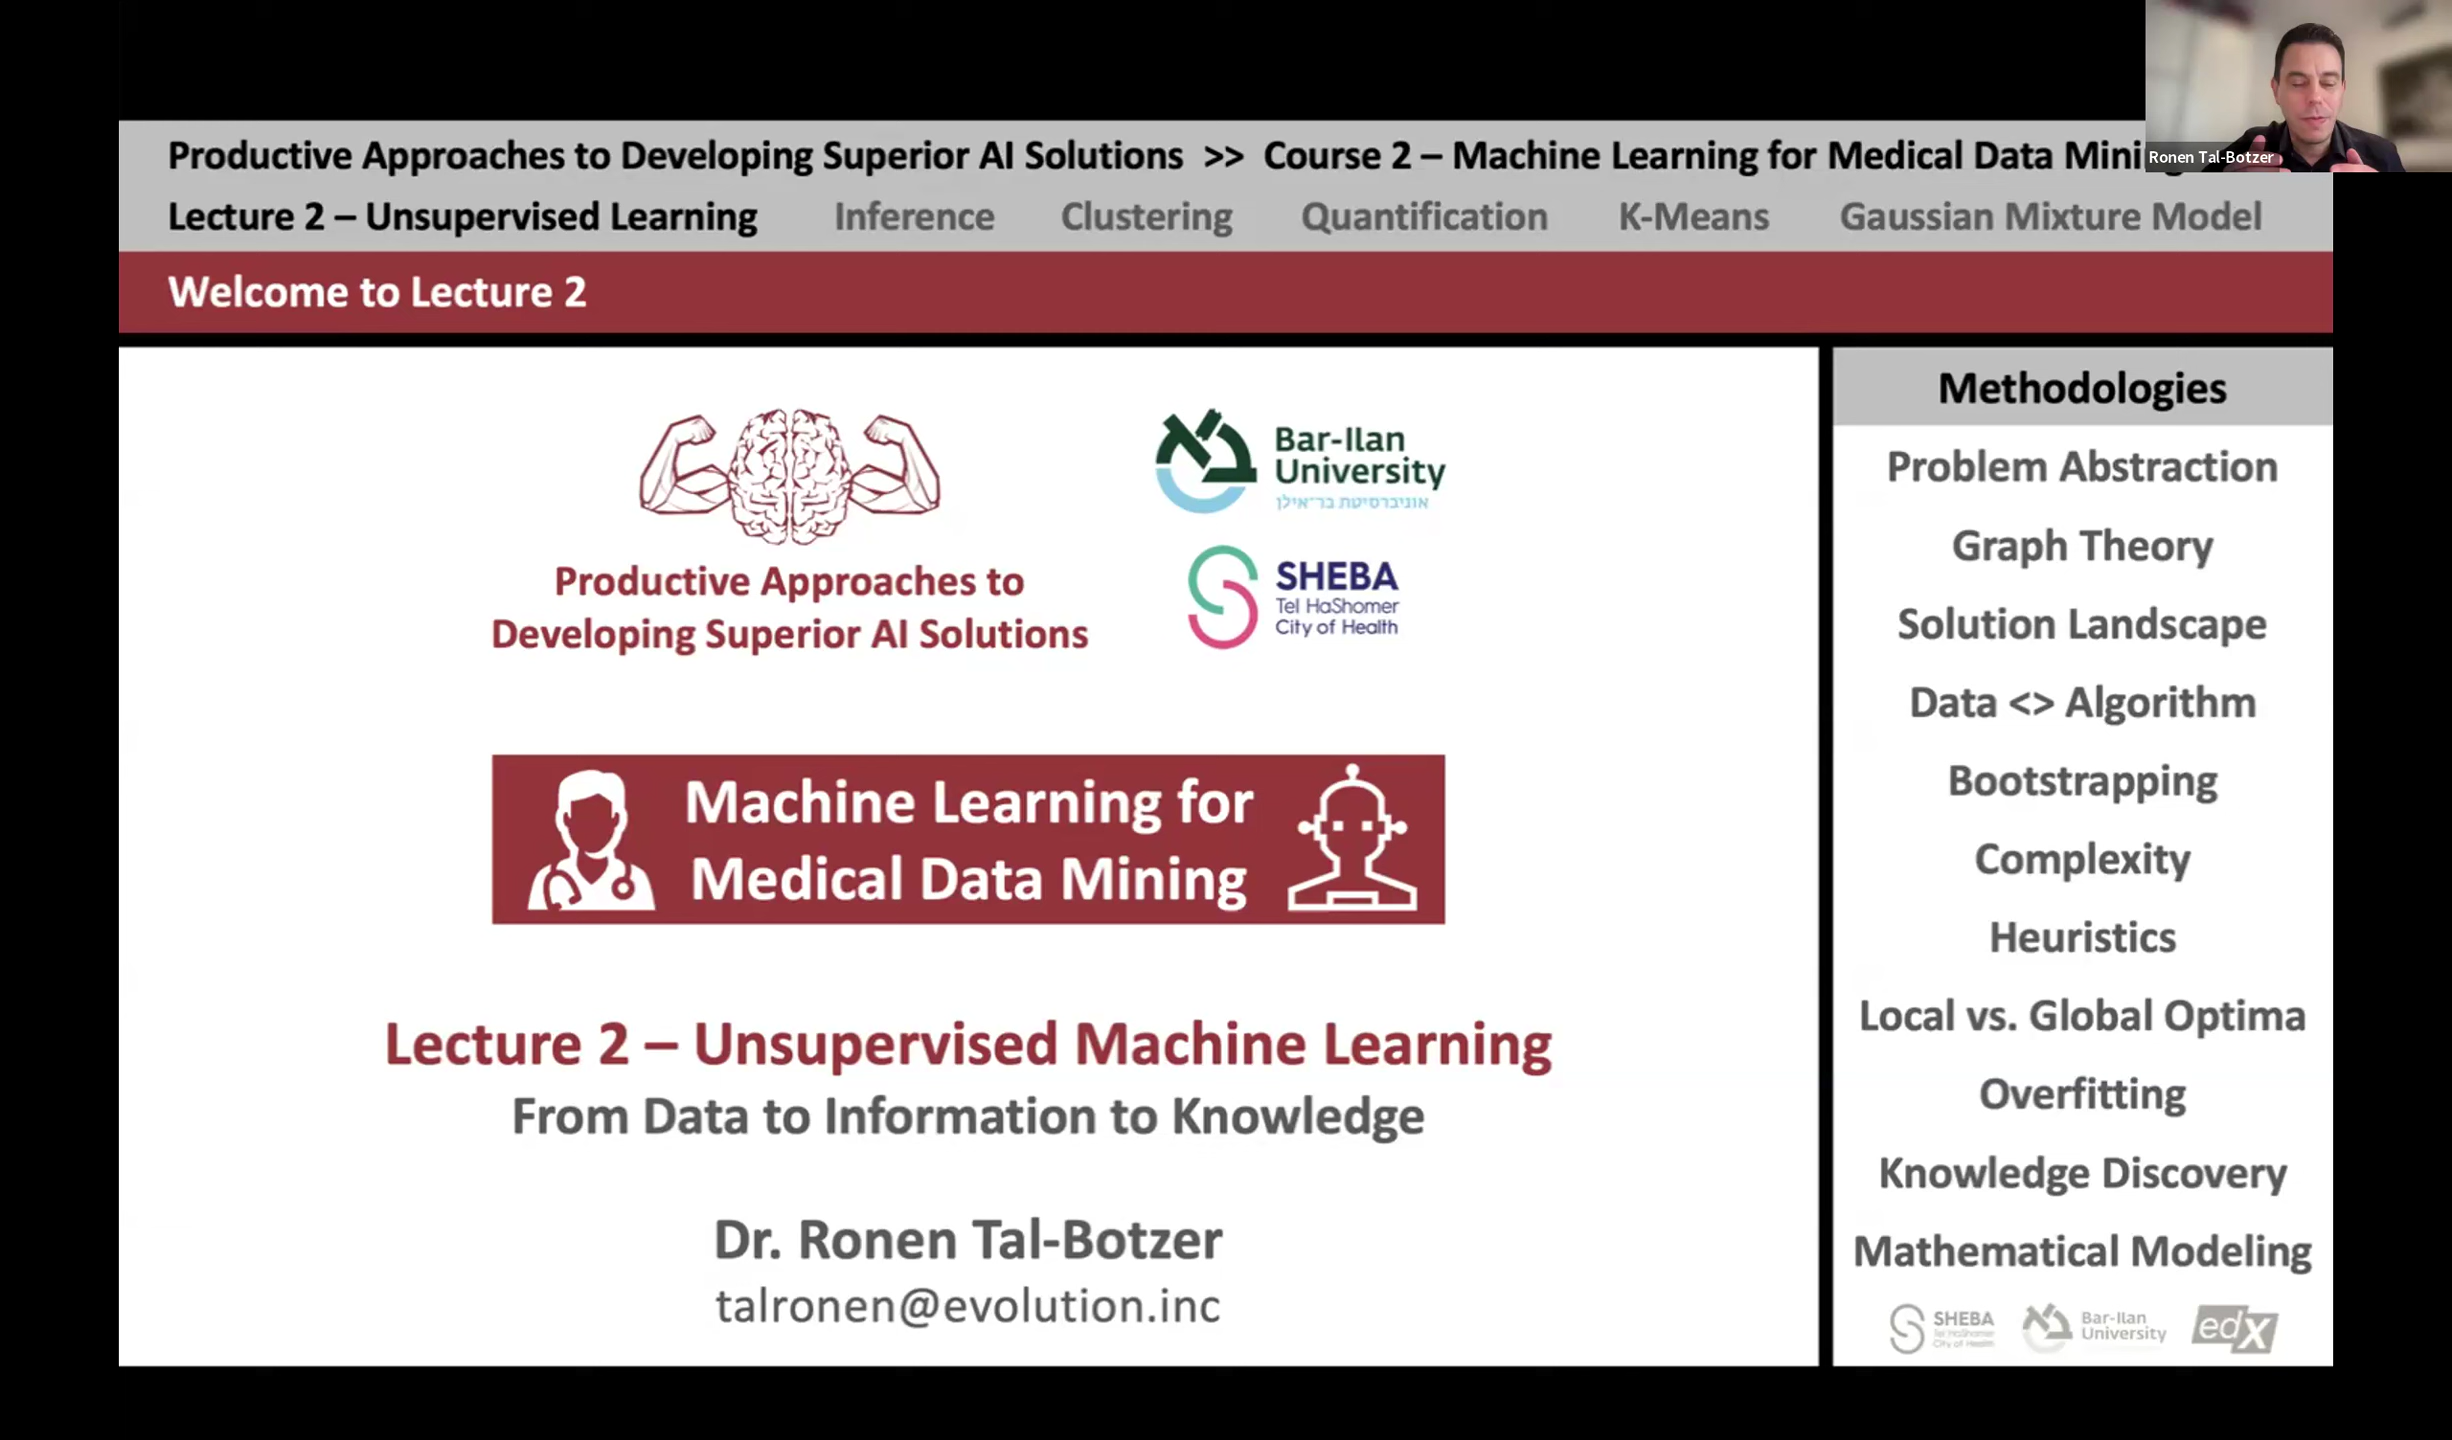 Productive Approaches to Developing Superior AI Solutions >> Course 2 – Machine Learning for Medical Data Mini
Ronen Tal-Botzer
Lecture 2 – Unsupervised Learning Inference Clustering Quantification K-Means Gaussian Mixture Model
Welcome to Lecture 2
Bar-Ilan
University
אוניברסיטת בר-אילן
SHEBA
Tel HaShomer
City of Health
Productive Approaches to
Developing Superior AI Solutions
Machine Learning for
Medical Data Mining
Lecture 2 – Unsupervised Machine Learning
From Data to Information to Knowledge
Dr. Ronen Tal-Botzer
talronen@evolution.inc
Methodologies
Problem Abstraction
Graph Theory
Solution Landscape
Data <> Algorithm
Bootstrapping
Complexity
Heuristics
Local vs. Global Optima
Overfitting
Knowledge Discovery
Mathematical Modeling
SHEBA
Tel HaShomer
City of Health
Bar-Ilan
University
edX